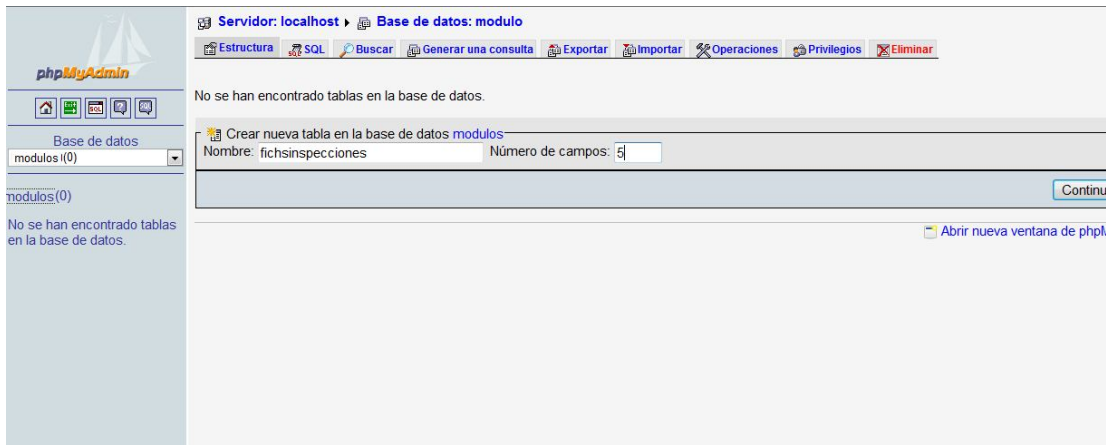 phpMyAdmin
Base de datos
modulos (0)
modulos (0)
No se han encontrado tablas
en la base de datos.
Servidor: localhost Base de datos: modulo
Estructura SQL Buscar Generar una consulta Exportar Importar Operaciones Privilegios Eliminar
No se han encontrado tablas en la base de datos.
Crear nueva tabla en la base de datos modulos
Nombre: fichsinspecciones Número de campos: 5
Continu
Abrir nueva ventana de phpM